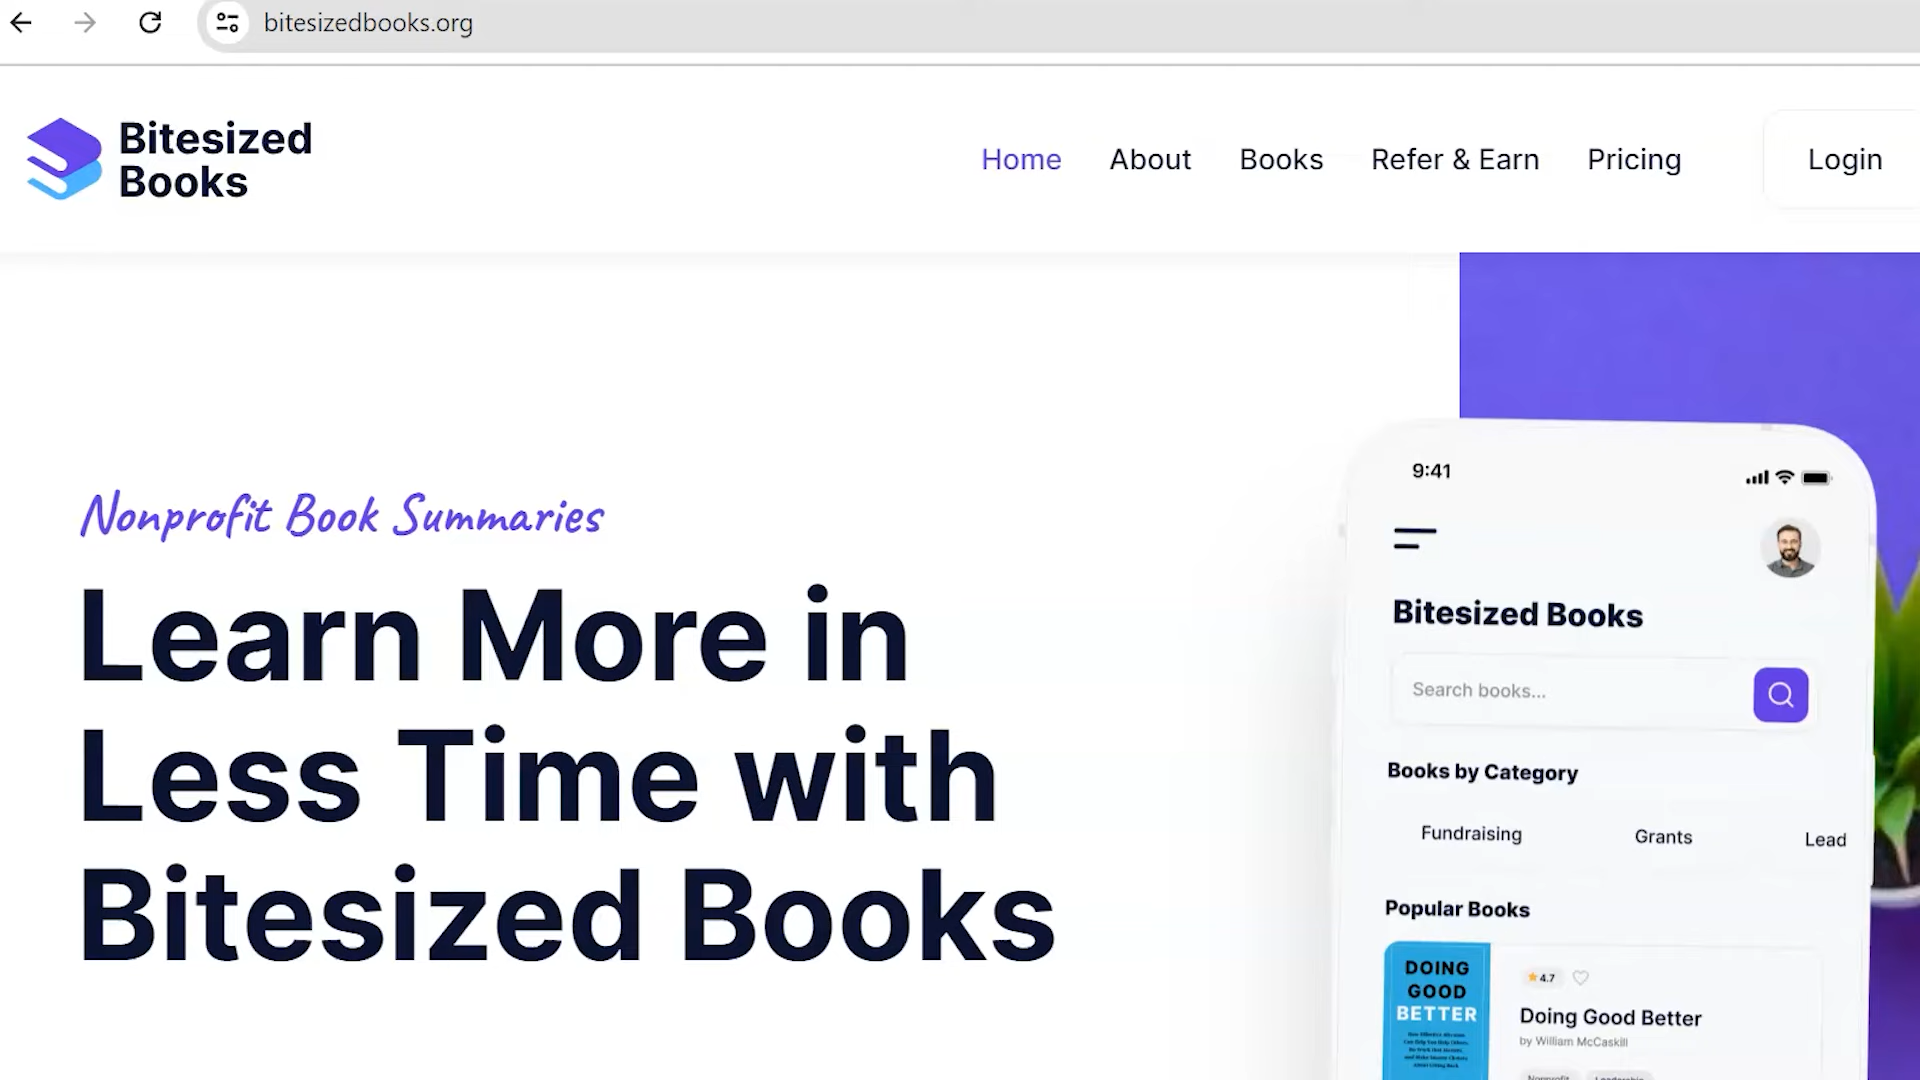 bitesizedbooks.org
Bitesized
Books
Home About Books Refer & Earn Pricing Login
Nonprofit Book Summaries
Learn More in
Less Time with
Bitesized Books
9:41
Bitesized Books
Search books...
Books by Category
Fundraising Grants Lead
Popular Books
DOING
GOOD
BETTER
4.7
Doing Good Better
by William McCaskill
Nonprofit Leadership